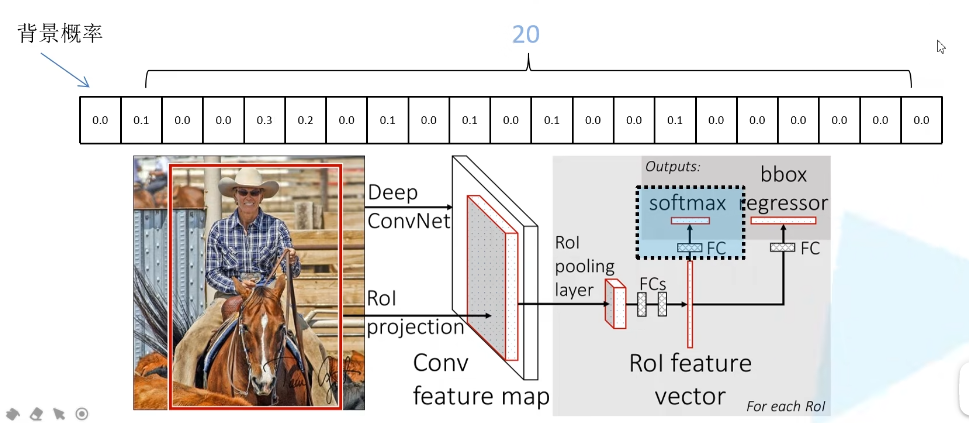 背景概率
20
0.0 0.1 0.0 0.0 0.3 0.2 0.0 0.1 0.0 0.1 0.0 0.1 0.0 0.0 0.1 0.0 0.0 0.0 0.0 0.0 0.0
Outputs:
bbox
softmax regressor
Deep
ConvNet
FC FC
RoI
pooling
layer
FCs
RoI
projection
Conv
feature map
RoI feature
vector
For each RoI